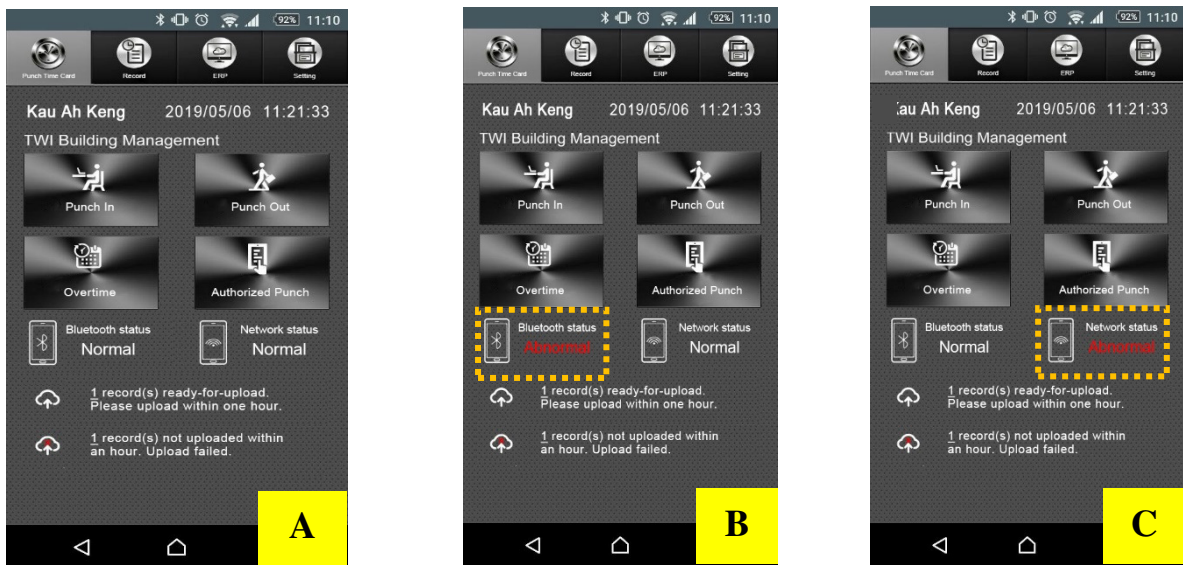 92% 11:10
Punch Time Card Record ERP Setting
Kau Ah Keng 2019/05/06 11:21:33
TWI Building Management
Punch In Punch Out
Overtime Authorized Punch
Bluetooth status Network status
Normal Normal
1 record(s) ready-for-upload.
Please upload within one hour.
1 record(s) not uploaded within
an hour. Upload failed.
A
92% 11:10
Punch Time Card Record ERP Setting
Kau Ah Keng 2019/05/06 11:21:33
TWI Building Management
Punch In Punch Out
Overtime Authorized Punch
Bluetooth status Network status
Abnormal Normal
1 record(s) ready-for-upload.
Please upload within one hour.
1 record(s) not uploaded within
an hour. Upload failed.
B
92% 11:10
Punch Time Card Record ERP Setting
au Ah Keng 2019/05/06 11:21:33
TWI Building Management
Punch In Punch Out
Overtime Authorized Punch
Bluetooth status Network status
Normal Abnormal
1 record(s) ready-for-upload.
Please upload within one hour.
1 record(s) not uploaded within
an hour. Upload failed.
C